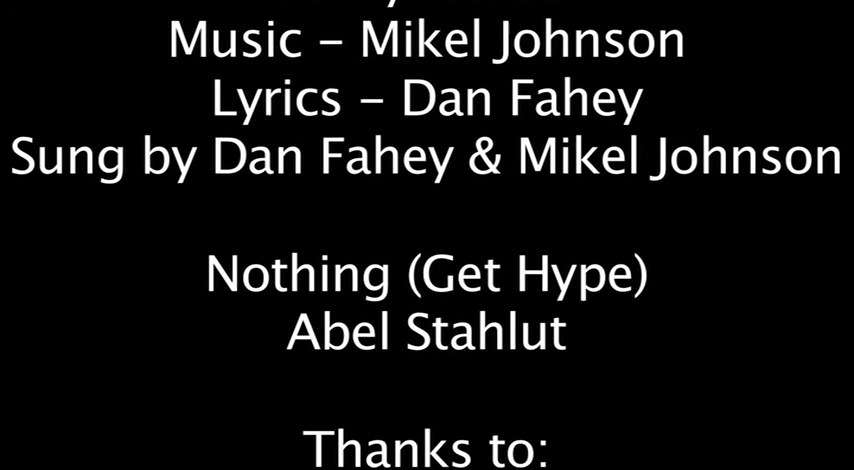 Music – Mikel Johnson
Lyrics – Dan Fahey
Sung by Dan Fahey & Mikel Johnson
Nothing (Get Hype)
Abel Stahlut
Thanks to: